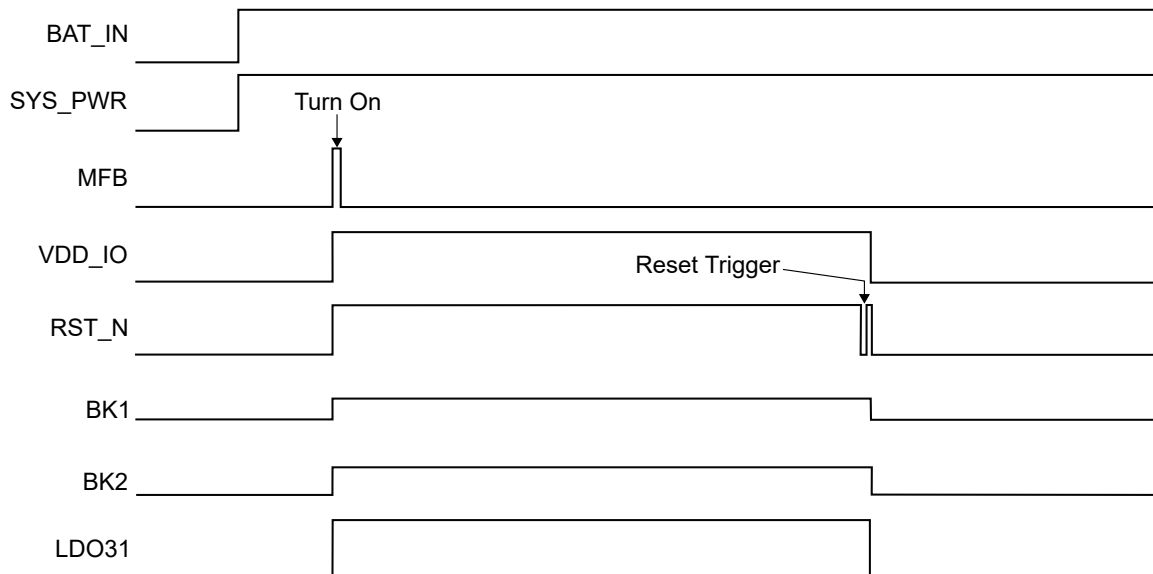 BAT_IN
SYS_PWR
Turn On
MFB
VDD_IO
Reset Trigger
RST_N
BK1
BK2
LDO31